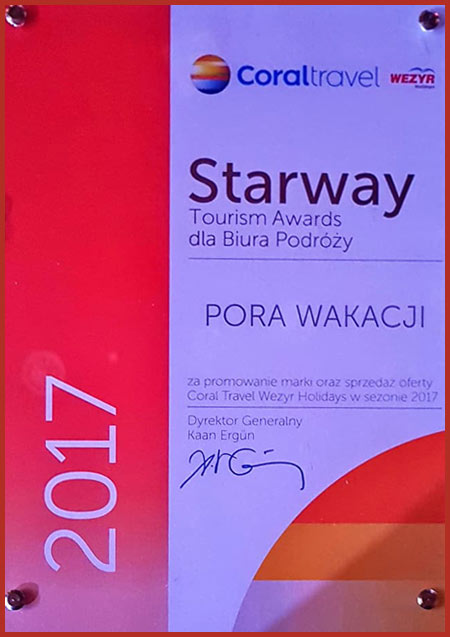 Coraltravel WEZYR
Holidays
Starway
Tourism Awards
dla Biura Podróży
PORA WAKACJI
za promowanie marki oraz sprzedaż oferty
Coral Travel Wezyr Holidays w sezonie 2017
Dyrektor Generalny
Kaan Ergün
2017